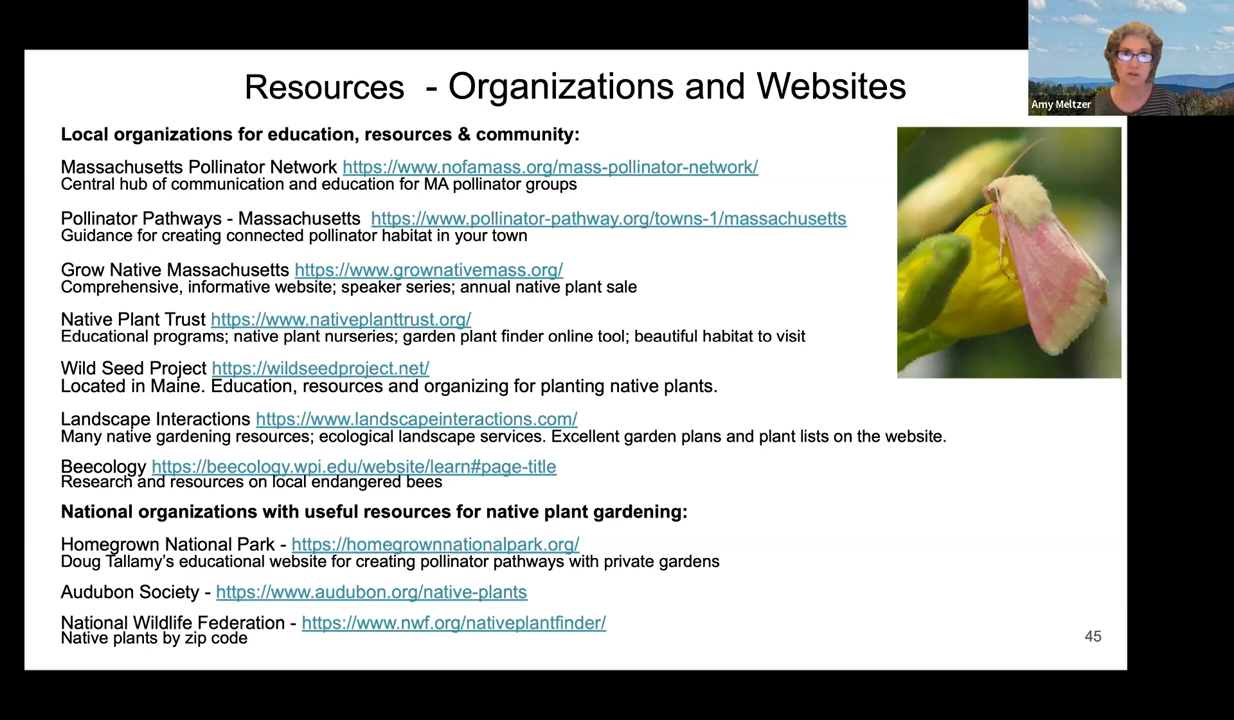 Resources - Organizations and Websites
Amy Meltzer
Local organizations for education, resources & community:
Massachusetts Pollinator Network https://www.nofamass.org/mass-pollinator-network/
Central hub of communication and education for MA pollinator groups
Pollinator Pathways - Massachusetts https://www.pollinator-pathway.org/towns-1/massachusetts
Guidance for creating connected pollinator habitat in your town
Grow Native Massachusetts https://www.grownativemass.org/
Comprehensive, informative website; speaker series; annual native plant sale
Native Plant Trust https://www.nativeplanttrust.org/
Educational programs; native plant nurseries; garden plant finder online tool; beautiful habitat to visit
Wild Seed Project https://wildseedproject.net/
Located in Maine. Education, resources and organizing for planting native plants.
Landscape Interactions https://www.landscapeinteractions.com/
Many native gardening resources; ecological landscape services. Excellent garden plans and plant lists on the website.
Beecology https://beecology.wpi.edu/website/learn#page-title
Research and resources on local endangered bees
National organizations with useful resources for native plant gardening:
Homegrown National Park - https://homegrownnationalpark.org/
Doug Tallamy's educational website for creating pollinator pathways with private gardens
Audubon Society - https://www.audubon.org/native-plants
National Wildlife Federation - https://www.nwf.org/nativeplantfinder/
Native plants by zip code
45